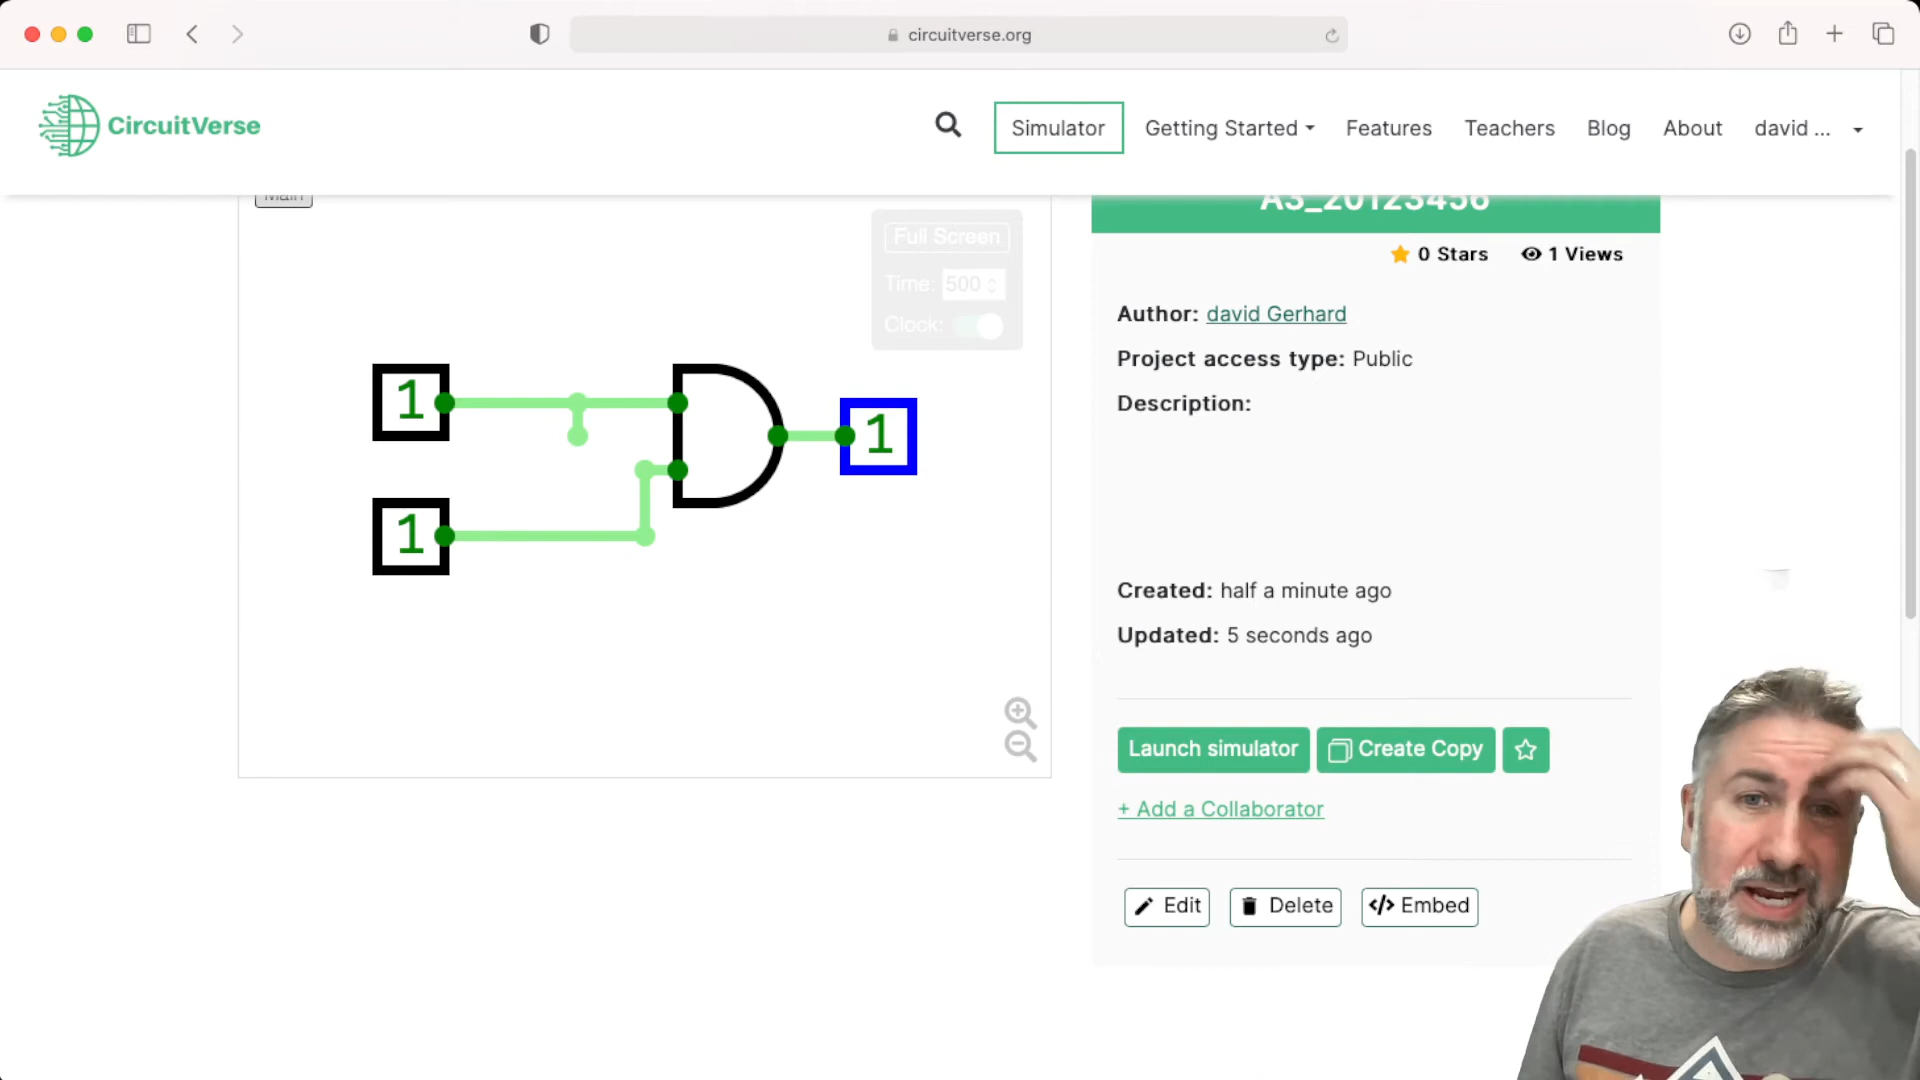 circuitverse.org
CircuitVerse
Simulator
Getting Started
Features
Teachers
Blog
About
david ...
Main
A3_20123456
Full Screen
Time: 500
Clock:
0 Stars
1 Views
Author: david Gerhard
Project access type: Public
Description:
1
1
1
Created: half a minute ago
Updated: 5 seconds ago
Launch simulator
Create Copy
+ Add a Collaborator
Edit
Delete
</> Embed